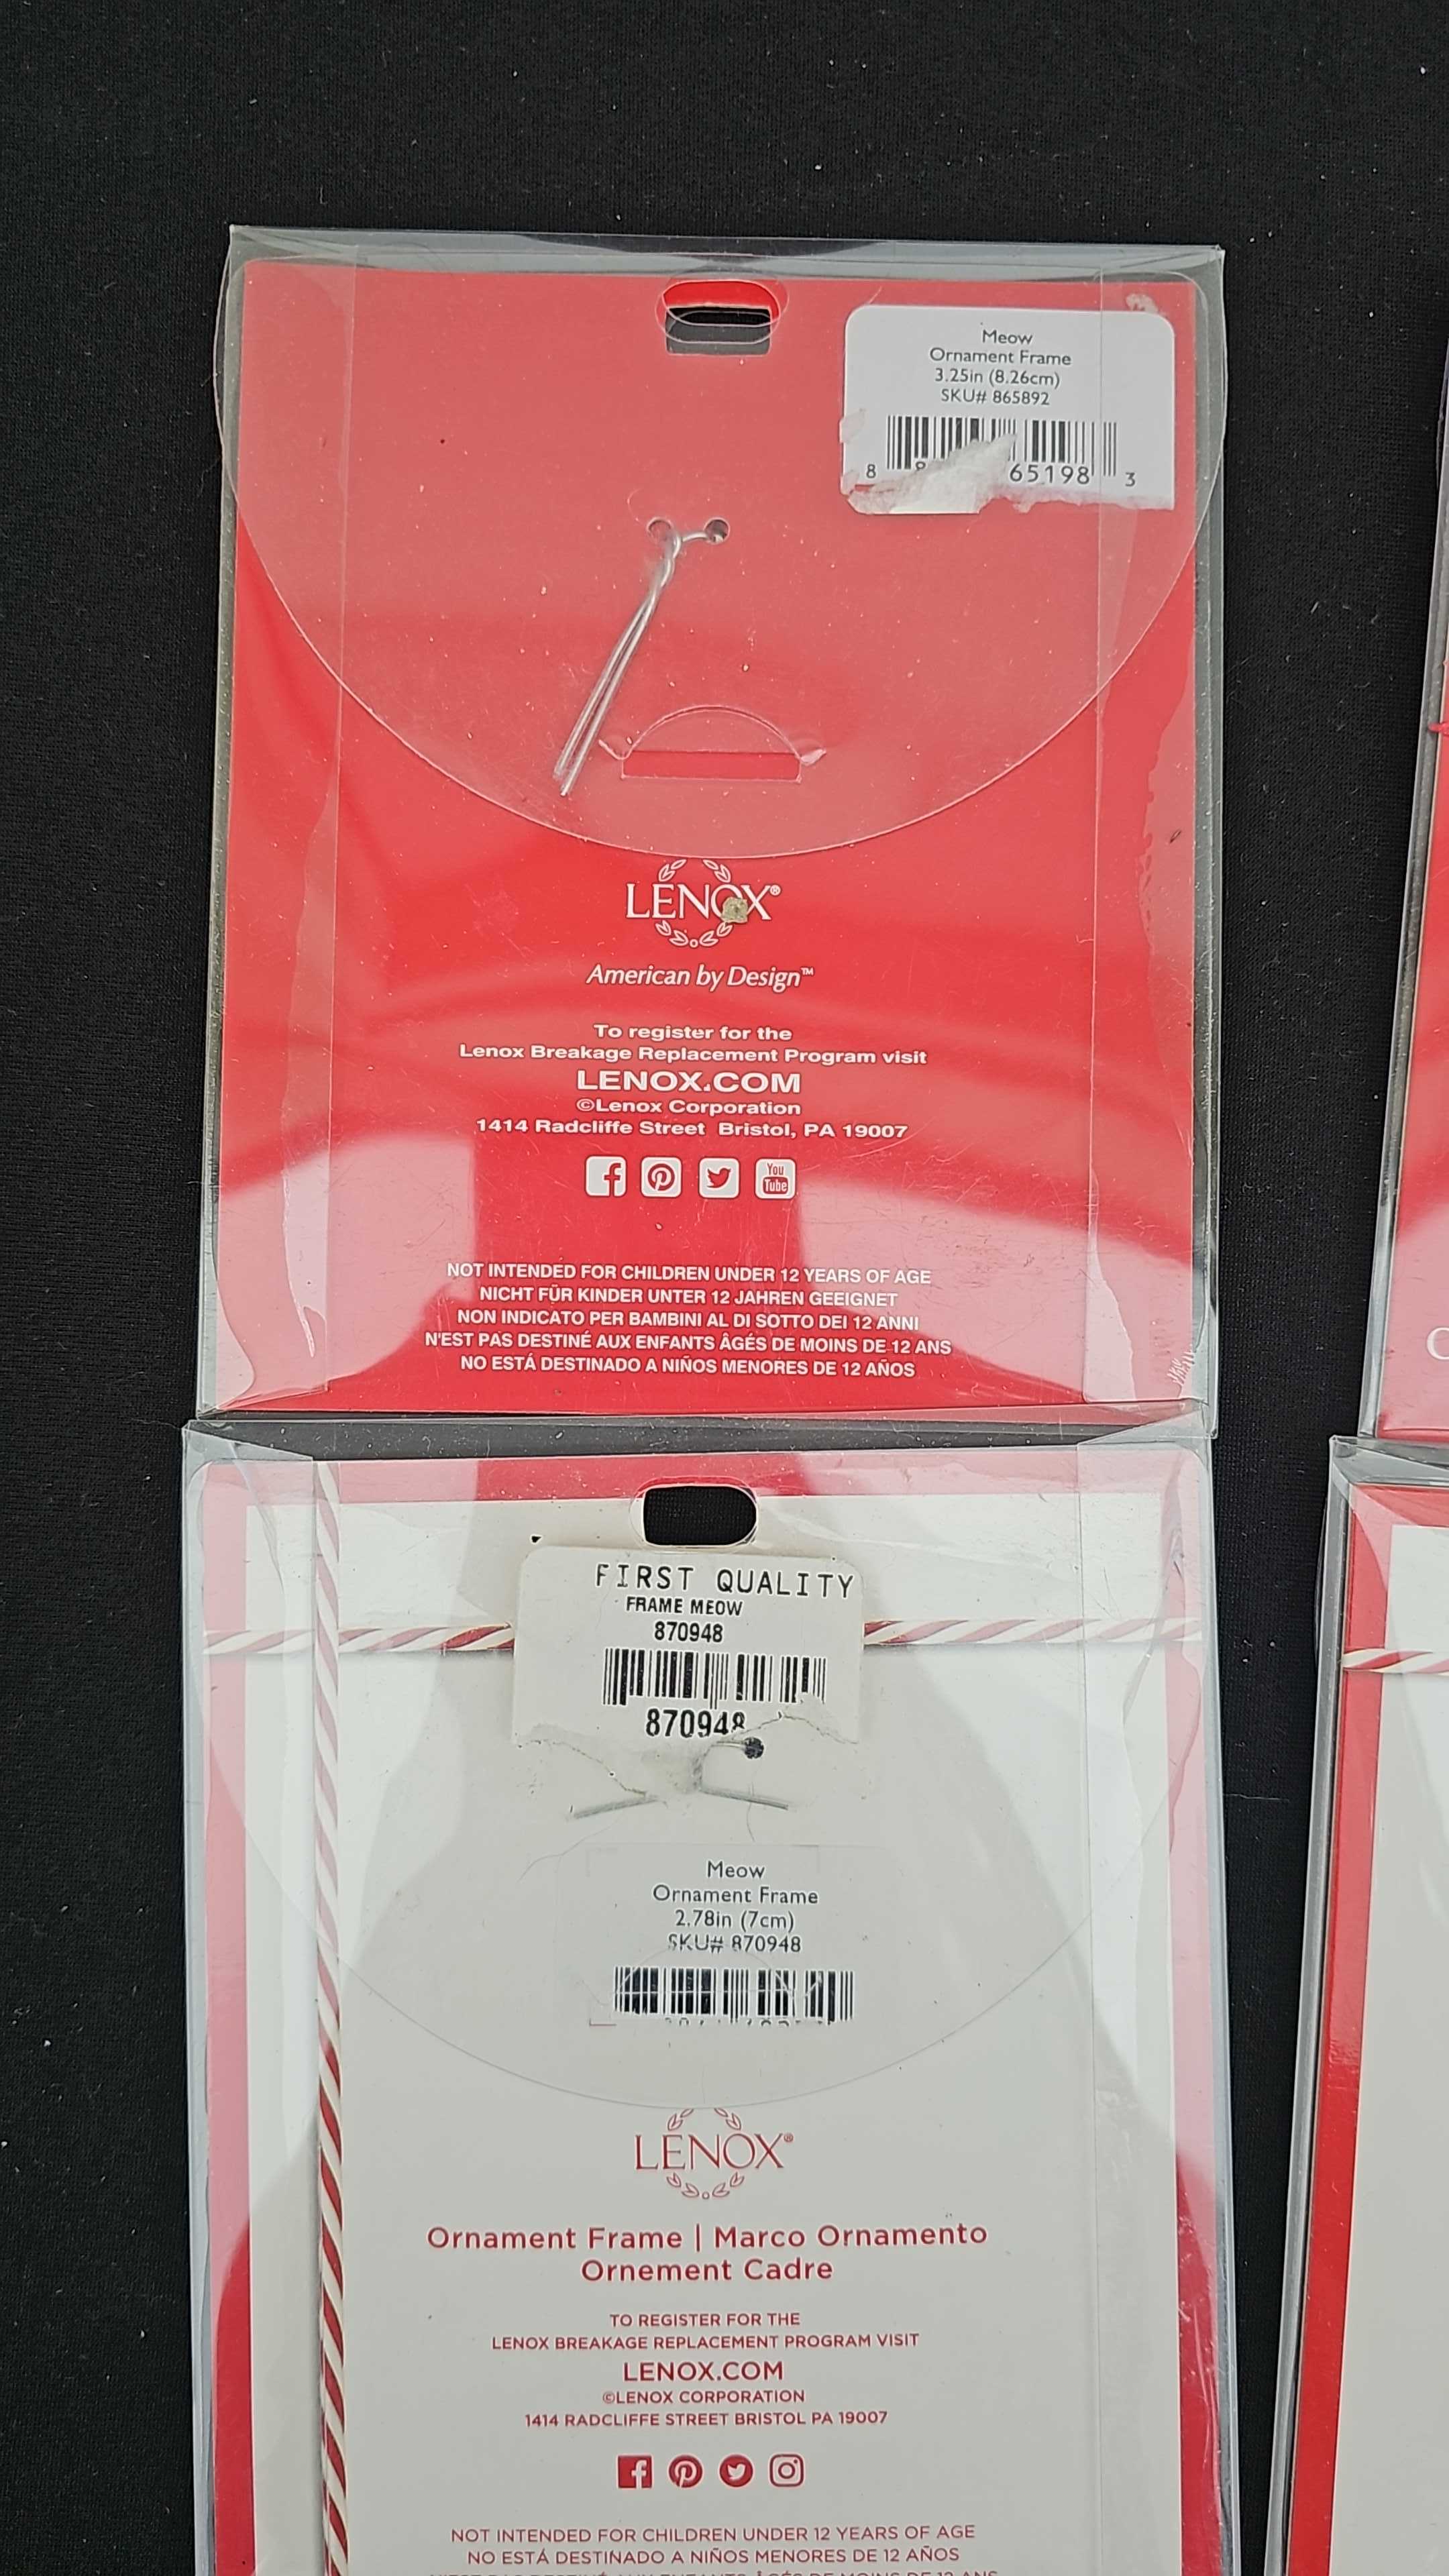 Meow
Ornament Frame
3.25in (8.26cm)
SKU# 865892
8 65198 3
LENOX®
American by Design™
To register for the
Lenox Breakage Replacement Program visit
LENOX.COM
©Lenox Corporation
1414 Radcliffe Street Bristol, PA 19007
You
Tube
NOT INTENDED FOR CHILDREN UNDER 12 YEARS OF AGE
NICHT FÜR KINDER UNTER 12 JAHREN GEEIGNET
NON INDICATO PER BAMBINI AL DI SOTTO DEI 12 ANNI
N'EST PAS DESTINÉ AUX ENFANTS ÂGÉS DE MOINS DE 12 ANS
NO ESTÁ DESTINADO A NIÑOS MENORES DE 12 AÑOS
FIRST QUALITY
FRAME MEOW
870948
870948
Meow
Ornament Frame
2.78in (7cm)
SKU# 870948
LENOX®
Ornament Frame | Marco Ornamento
Ornement Cadre
TO REGISTER FOR THE
LENOX BREAKAGE REPLACEMENT PROGRAM VISIT
LENOX.COM
©LENOX CORPORATION
1414 RADCLIFFE STREET BRISTOL PA 19007
NOT INTENDED FOR CHILDREN UNDER 12 YEARS OF AGE
NO ESTÁ DESTINADO A NIÑOS MENORES DE 12 AÑOS